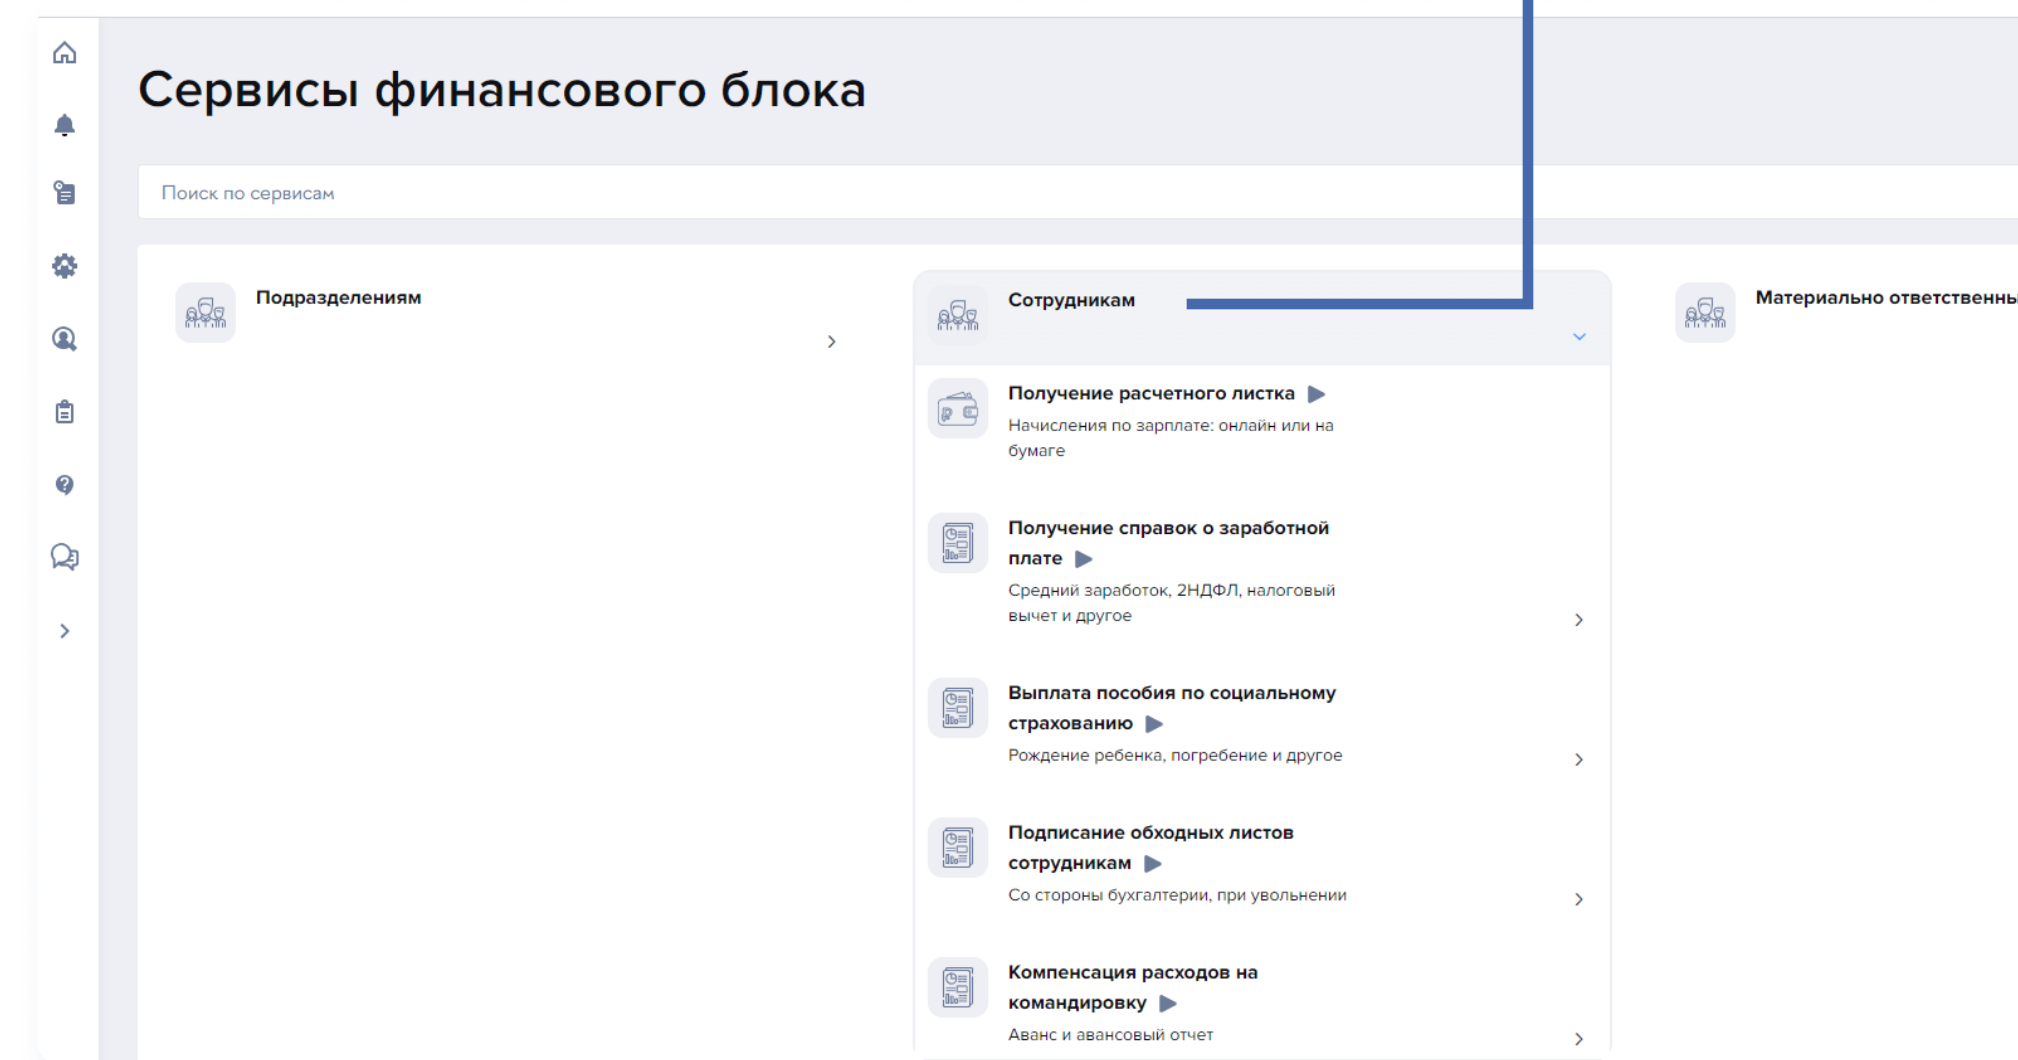 Сервисы финансового блока
Поиск по сервисам
Подразделениям
Сотрудникам
Получение расчетного листка
Начисления по зарплате: онлайн или на
бумаге
Получение справок о заработной
плате
Средний заработок, 2НДФЛ, налоговый
вычет и другое
Выплата пособия по социальному
страхованию
Рождение ребенка, погребение и другое
Подписание обходных листов
сотрудникам
Со стороны бухгалтерии, при увольнении
Компенсация расходов на
командировку
Аванс и авансовый отчет
Материально